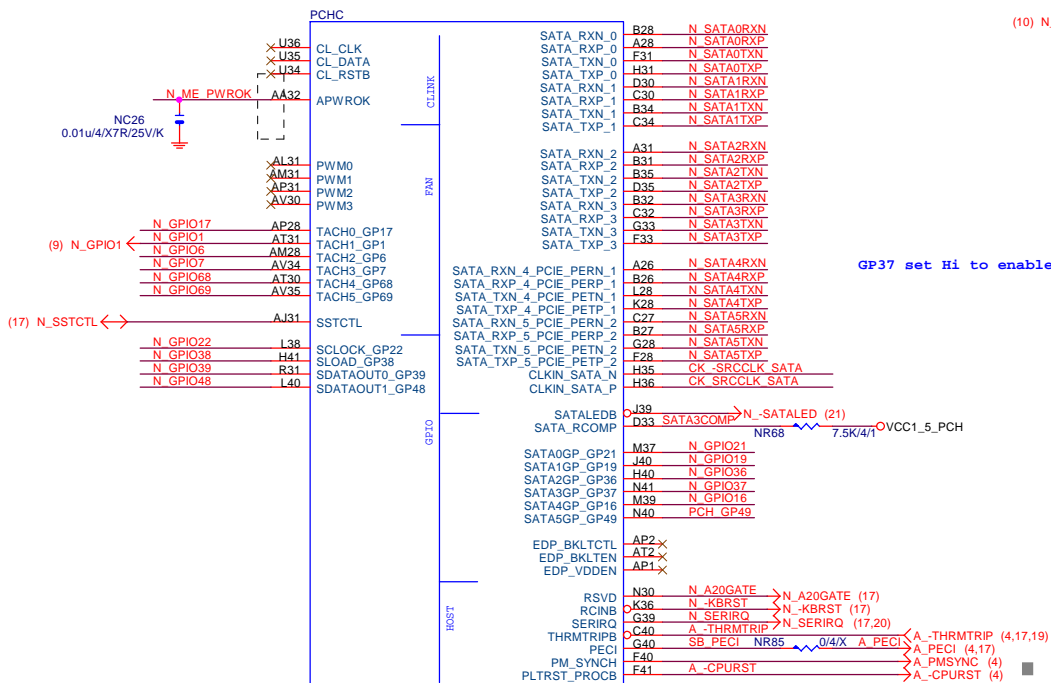 PCHC
(10) N_
U36 CL_CLK
U35 CL_DATA
U34 CL_RSTB
N_ME_PWROK AA32 APWROK
NC26
0.01u/4/X7R/25V/K
CLINK
AL31 PWM0
AM31 PWM1
AP31 PWM2
AV30 PWM3
FAN
N_GPIO17 AP28 TACH0_GP17
(9) N_GPIO1 N_GPIO1 AT31 TACH1_GP1
N_GPIO6 AM28 TACH2_GP6
N_GPIO7 AV34 TACH3_GP7
N_GPIO68 AT30 TACH4_GP68
N_GPIO69 AV35 TACH5_GP69
(17) N_SSTCTL AJ31 SSTCTL
N_GPIO22 L38 SCLOCK_GP22
N_GPIO38 H41 SLOAD_GP38
N_GPIO39 R31 SDATAOUT0_GP39
N_GPIO48 L40 SDATAOUT1_GP48
GPIO
HOST
SATA_RXN_0 B28 N_SATA0RXN
SATA_RXP_0 A28 N_SATA0RXP
SATA_TXN_0 F31 N_SATA0TXN
SATA_TXP_0 H31 N_SATA0TXP
SATA_RXN_1 D30 N_SATA1RXN
SATA_RXP_1 C30 N_SATA1RXP
SATA_TXN_1 B34 N_SATA1TXN
SATA_TXP_1 C34 N_SATA1TXP
SATA_RXN_2 A31 N_SATA2RXN
SATA_RXP_2 B31 N_SATA2RXP
SATA_TXN_2 B35 N_SATA2TXN
SATA_TXP_2 D35 N_SATA2TXP
SATA_RXN_3 B32 N_SATA3RXN
SATA_RXP_3 C32 N_SATA3RXP
SATA_TXN_3 G33 N_SATA3TXN
SATA_TXP_3 F33 N_SATA3TXP
SATA_RXN_4_PCIE_PERN_1 A26 N_SATA4RXN
SATA_RXP_4_PCIE_PERP_1 B26 N_SATA4RXP
SATA_TXN_4_PCIE_PETN_1 L28 N_SATA4TXN
SATA_TXP_4_PCIE_PETP_1 K28 N_SATA4TXP
SATA_RXN_5_PCIE_PERN_2 C27 N_SATA5RXN
SATA_RXP_5_PCIE_PERP_2 B27 N_SATA5RXP
SATA_TXN_5_PCIE_PETN_2 G28 N_SATA5TXN
SATA_TXP_5_PCIE_PETP_2 F28 N_SATA5TXP
CLKIN_SATA_N H35 CK_-SRCCLK_SATA
CLKIN_SATA_P H36 CK_SRCCLK_SATA
GP37 set Hi to enable
SATALEDB J39 N_-SATALED (21)
SATA_RCOMP D33 SATA3COMP NR68 7.5K/4/1 VCC1_5_PCH
SATA0GP_GP21 M37 N_GPIO21
SATA1GP_GP19 J40 N_GPIO19
SATA2GP_GP36 H40 N_GPIO36
SATA3GP_GP37 N41 N_GPIO37
SATA4GP_GP16 M39 N_GPIO16
SATA5GP_GP49 N40 PCH_GP49
EDP_BKLTCTL AP2
EDP_BKLTEN AT2
EDP_VDDEN AP1
RSVD N30 N_A20GATE N_A20GATE (17)
RCINB K36 N_-KBRST N_-KBRST (17)
SERIRQ G39 N_SERIRQ N_SERIRQ (17,20)
THRMTRIPB C40 A_-THRMTRIP A_-THRMTRIP (4,17,19)
PECI G40 SB_PECI NR85 0/4/X A_PECI A_PECI (4,17)
PM_SYNCH F40 A_PMSYNC (4)
PLTRST_PROCB F41 A_-CPURST A_-CPURST (4)